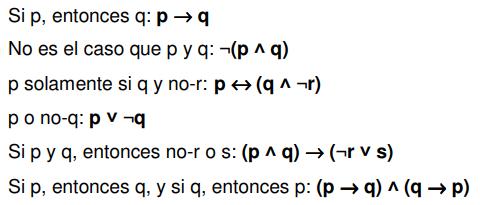 Si p, entonces q: p → q
No es el caso que p y q: ¬(p ∧ q)
p solamente si q y no-r: p ↔ (q ∧ ¬r)
p o no-q: p ∨ ¬q
Si p y q, entonces no-r o s: (p ∧ q) → (¬r ∨ s)
Si p, entonces q, y si q, entonces p: (p → q) ∧ (q → p)